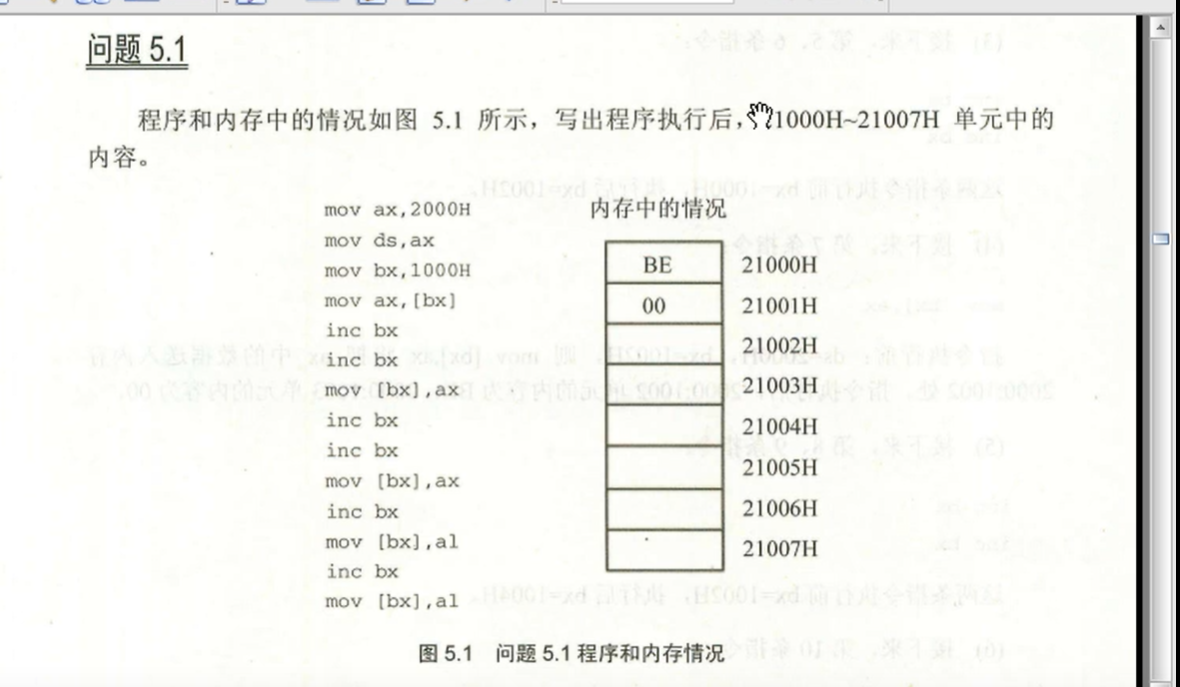 问题 5.1
程序和内存中的情况如图 5.1 所示，写出程序执行后，21000H~21007H 单元中的
内容。
mov ax,2000H
mov ds,ax
mov bx,1000H
mov ax,[bx]
inc bx
inc bx
mov [bx],ax
inc bx
inc bx
mov [bx],ax
inc bx
mov [bx],al
inc bx
mov [bx],al
内存中的情况
BE 21000H
00 21001H
21002H
21003H
21004H
21005H
21006H
21007H
图 5.1 问题 5.1 程序和内存情况